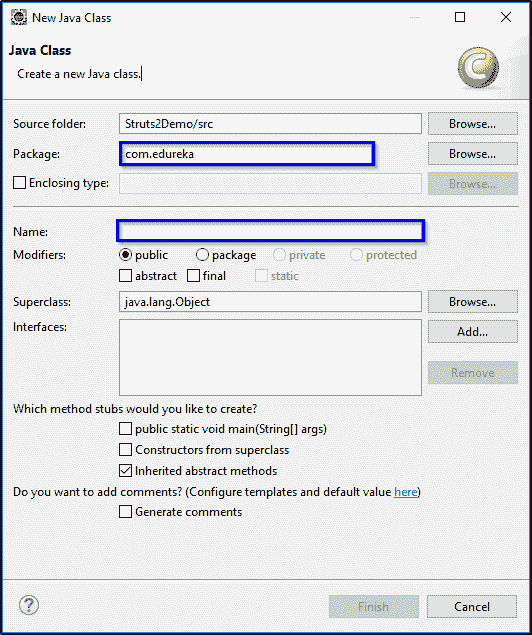 New Java Class
Java Class
Create a new Java class.
Source folder: Struts2Demo/src Browse...
Package: com.edureka Browse...
Enclosing type: Browse...
Name:
Modifiers: public package private protected
abstract final static
Superclass: java.lang.Object Browse...
Interfaces: Add...
Remove
Which method stubs would you like to create?
public static void main(String[] args)
Constructors from superclass
Inherited abstract methods
Do you want to add comments? (Configure templates and default value here)
Generate comments
? Finish Cancel